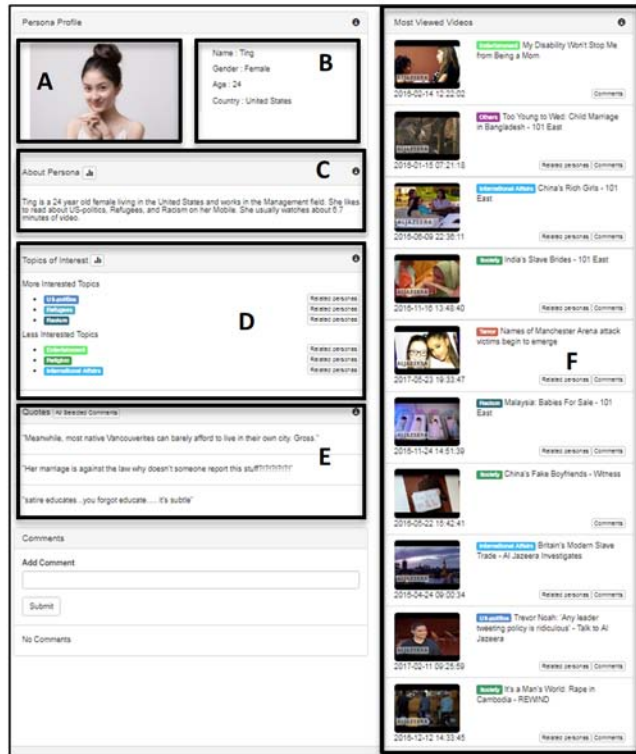 Persona Profile
A
B
Name : Ting
Gender : Female
Age : 24
Country : United States
C
About Persona
Ting is a 24 year old female living in the United States and works in the Management field. She likes
to read about US-politics, Refugees, and Racism on her Mobile. She usually watches about 6.7
minutes of video.
Topics of Interest
D
More Interested Topics
US-politics Related personas
Refugees Related personas
Racism Related personas
Less Interested Topics
Entertainment Related personas
Religion Related personas
International Affairs Related personas
Quotes All Selected Comments
E
"Meanwhile, most native Vancouverites can barely afford to live in their own city. Gross."
"Her marriage is against the law why doesn't someone report this stuff
"satire educates...you forgot educate..... it's subtle"
Comments
Add Comment
Submit
No Comments
Most Viewed Videos
F
Entertainment My Disability Won't Stop Me
from Being a Mom
ALJAZEERA
2016-02-14 12:22:02
Comments
Others Too Young to Wed: Child Marriage
in Bangladesh - 101 East
ALJAZEERA
2016-01-15 07:21:18
Related personas Comments
International Affairs China's Rich Girls - 101
East
ALJAZEERA
2016-06-09 22:36:11
Related personas Comments
Society India's Slave Brides - 101 East
2016-11-16 13:48:40
Related personas Comments
Terror Names of Manchester Arena attack
victims begin to emerge
2017-05-23 19:33:47
Related personas Comments
Racism Malaysia: Babies For Sale - 101
East
ALJAZEERA
2016-11-24 14:51:39
Related personas Comments
Society China's Fake Boyfriends - Witness
2016-05-22 15:42:41
Comments
International Affairs Britain's Modern Slave
Trade - Al Jazeera Investigates
ALJAZEERA
2016-04-24 09:00:34
Related personas Comments
US-politics Trevor Noah: 'Any leader
tweeting policy is ridiculous' - Talk to Al
Jazeera
ALJAZEERA
2017-02-11 09:25:59
Related personas Comments
Society It's a Man's World: Rape in
Cambodia - REWIND
ALJAZEERA
2016-12-12 14:33:45
Related personas Comments